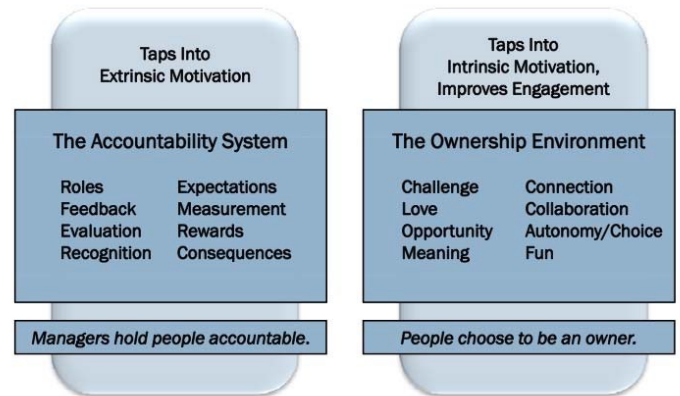 Taps Into
Extrinsic Motivation
The Accountability System
Roles Expectations
Feedback Measurement
Evaluation Rewards
Recognition Consequences
Managers hold people accountable.
Taps Into
Intrinsic Motivation,
Improves Engagement
The Ownership Environment
Challenge Connection
Love Collaboration
Opportunity Autonomy/Choice
Meaning Fun
People choose to be an owner.